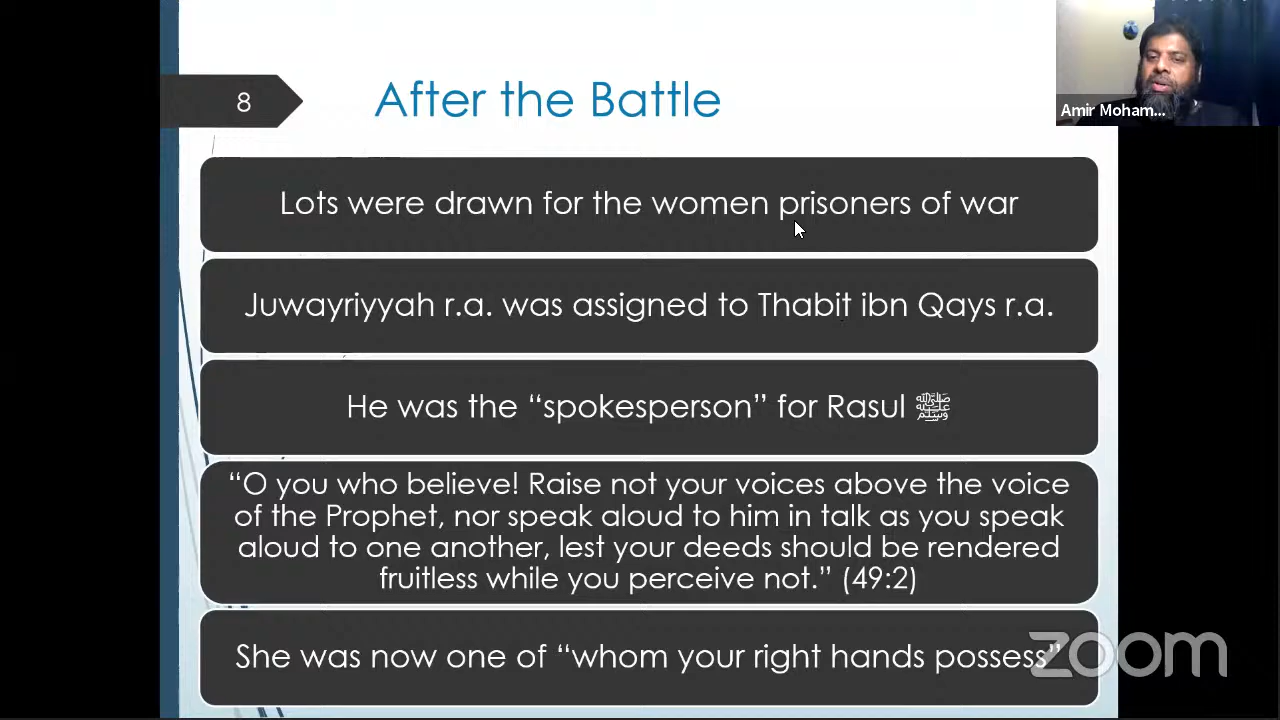 8
After the Battle
Amir Moham...
Lots were drawn for the women prisoners of war
Juwayriyyah r.a. was assigned to Thabit ibn Qays r.a.
He was the “spokesperson” for Rasul ﷺ
“O you who believe! Raise not your voices above the voice
of the Prophet, nor speak aloud to him in talk as you speak
aloud to one another, lest your deeds should be rendered
fruitless while you perceive not.” (49:2)
She was now one of “whom your right hands possess”
zoom